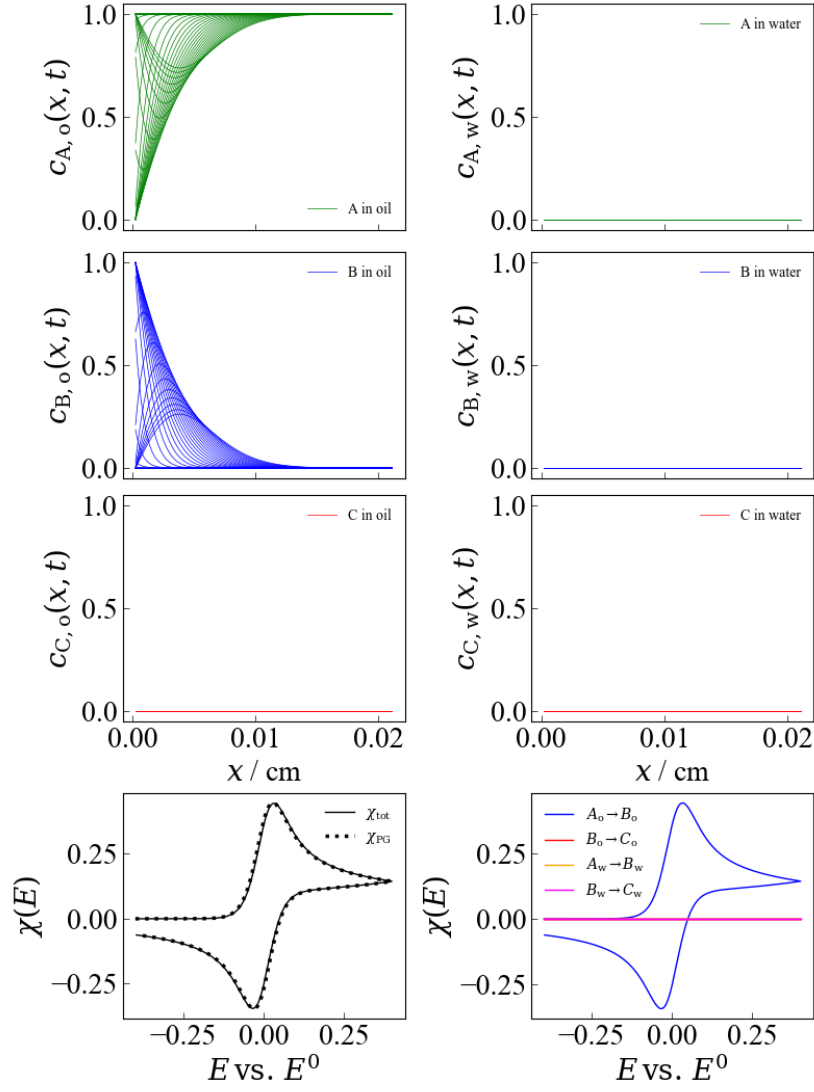 1.0
0.5
0.0
c_{A, o}(x, t)
A in oil
1.0
0.5
0.0
c_{A, w}(x, t)
A in water
1.0
0.5
0.0
c_{B, o}(x, t)
B in oil
1.0
0.5
0.0
c_{B, w}(x, t)
B in water
1.0
0.5
0.0
c_{C, o}(x, t)
C in oil
0.00 0.01 0.02
x / cm
1.0
0.5
0.0
c_{C, w}(x, t)
C in water
0.00 0.01 0.02
x / cm
0.25
0.00
−0.25
χ(E)
χ_{tot}
χ_{PG}
−0.25 0.00 0.25
E vs. E^0
0.25
0.00
−0.25
χ(E)
A_o→B_o
B_o→C_o
A_w→B_w
B_w→C_w
−0.25 0.00 0.25
E vs. E^0